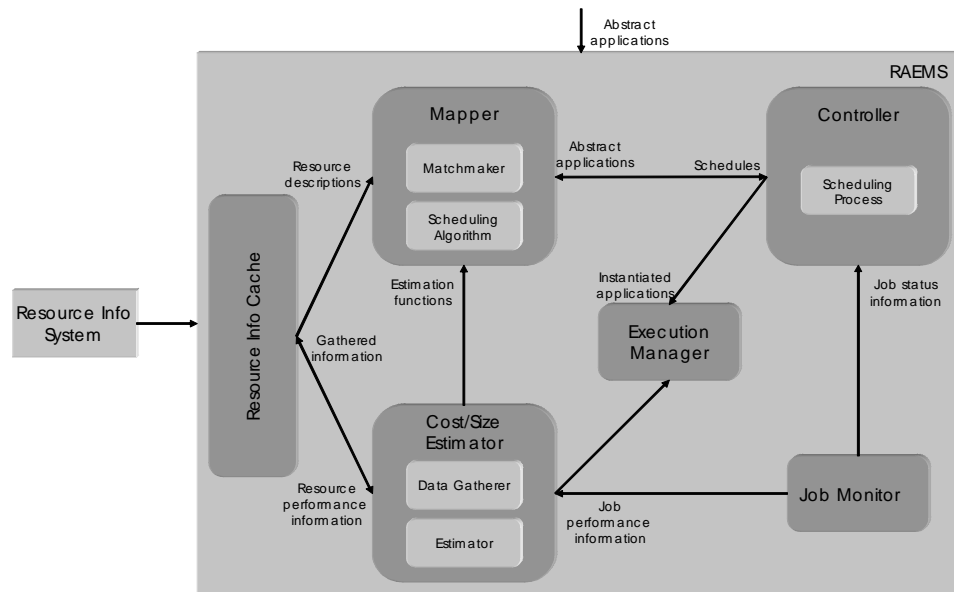 Abstract
applications
RAEMS
Mapper
Matchmaker
Scheduling
Algorithm
Controller
Scheduling
Process
Abstract
applications
Schedules
Resource
descriptions
Resource Info Cache
Resource Info
System
Estimation
functions
Instantiated
applications
Job status
information
Execution
Manager
Gathered
information
Cost/Size
Estimator
Data Gatherer
Estimator
Resource
performance
information
Job
performance
information
Job Monitor